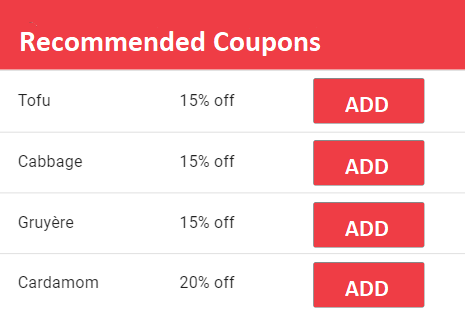 Recommended Coupons
Tofu 15% off ADD
Cabbage 15% off ADD
Gruyère 15% off ADD
Cardamom 20% off ADD